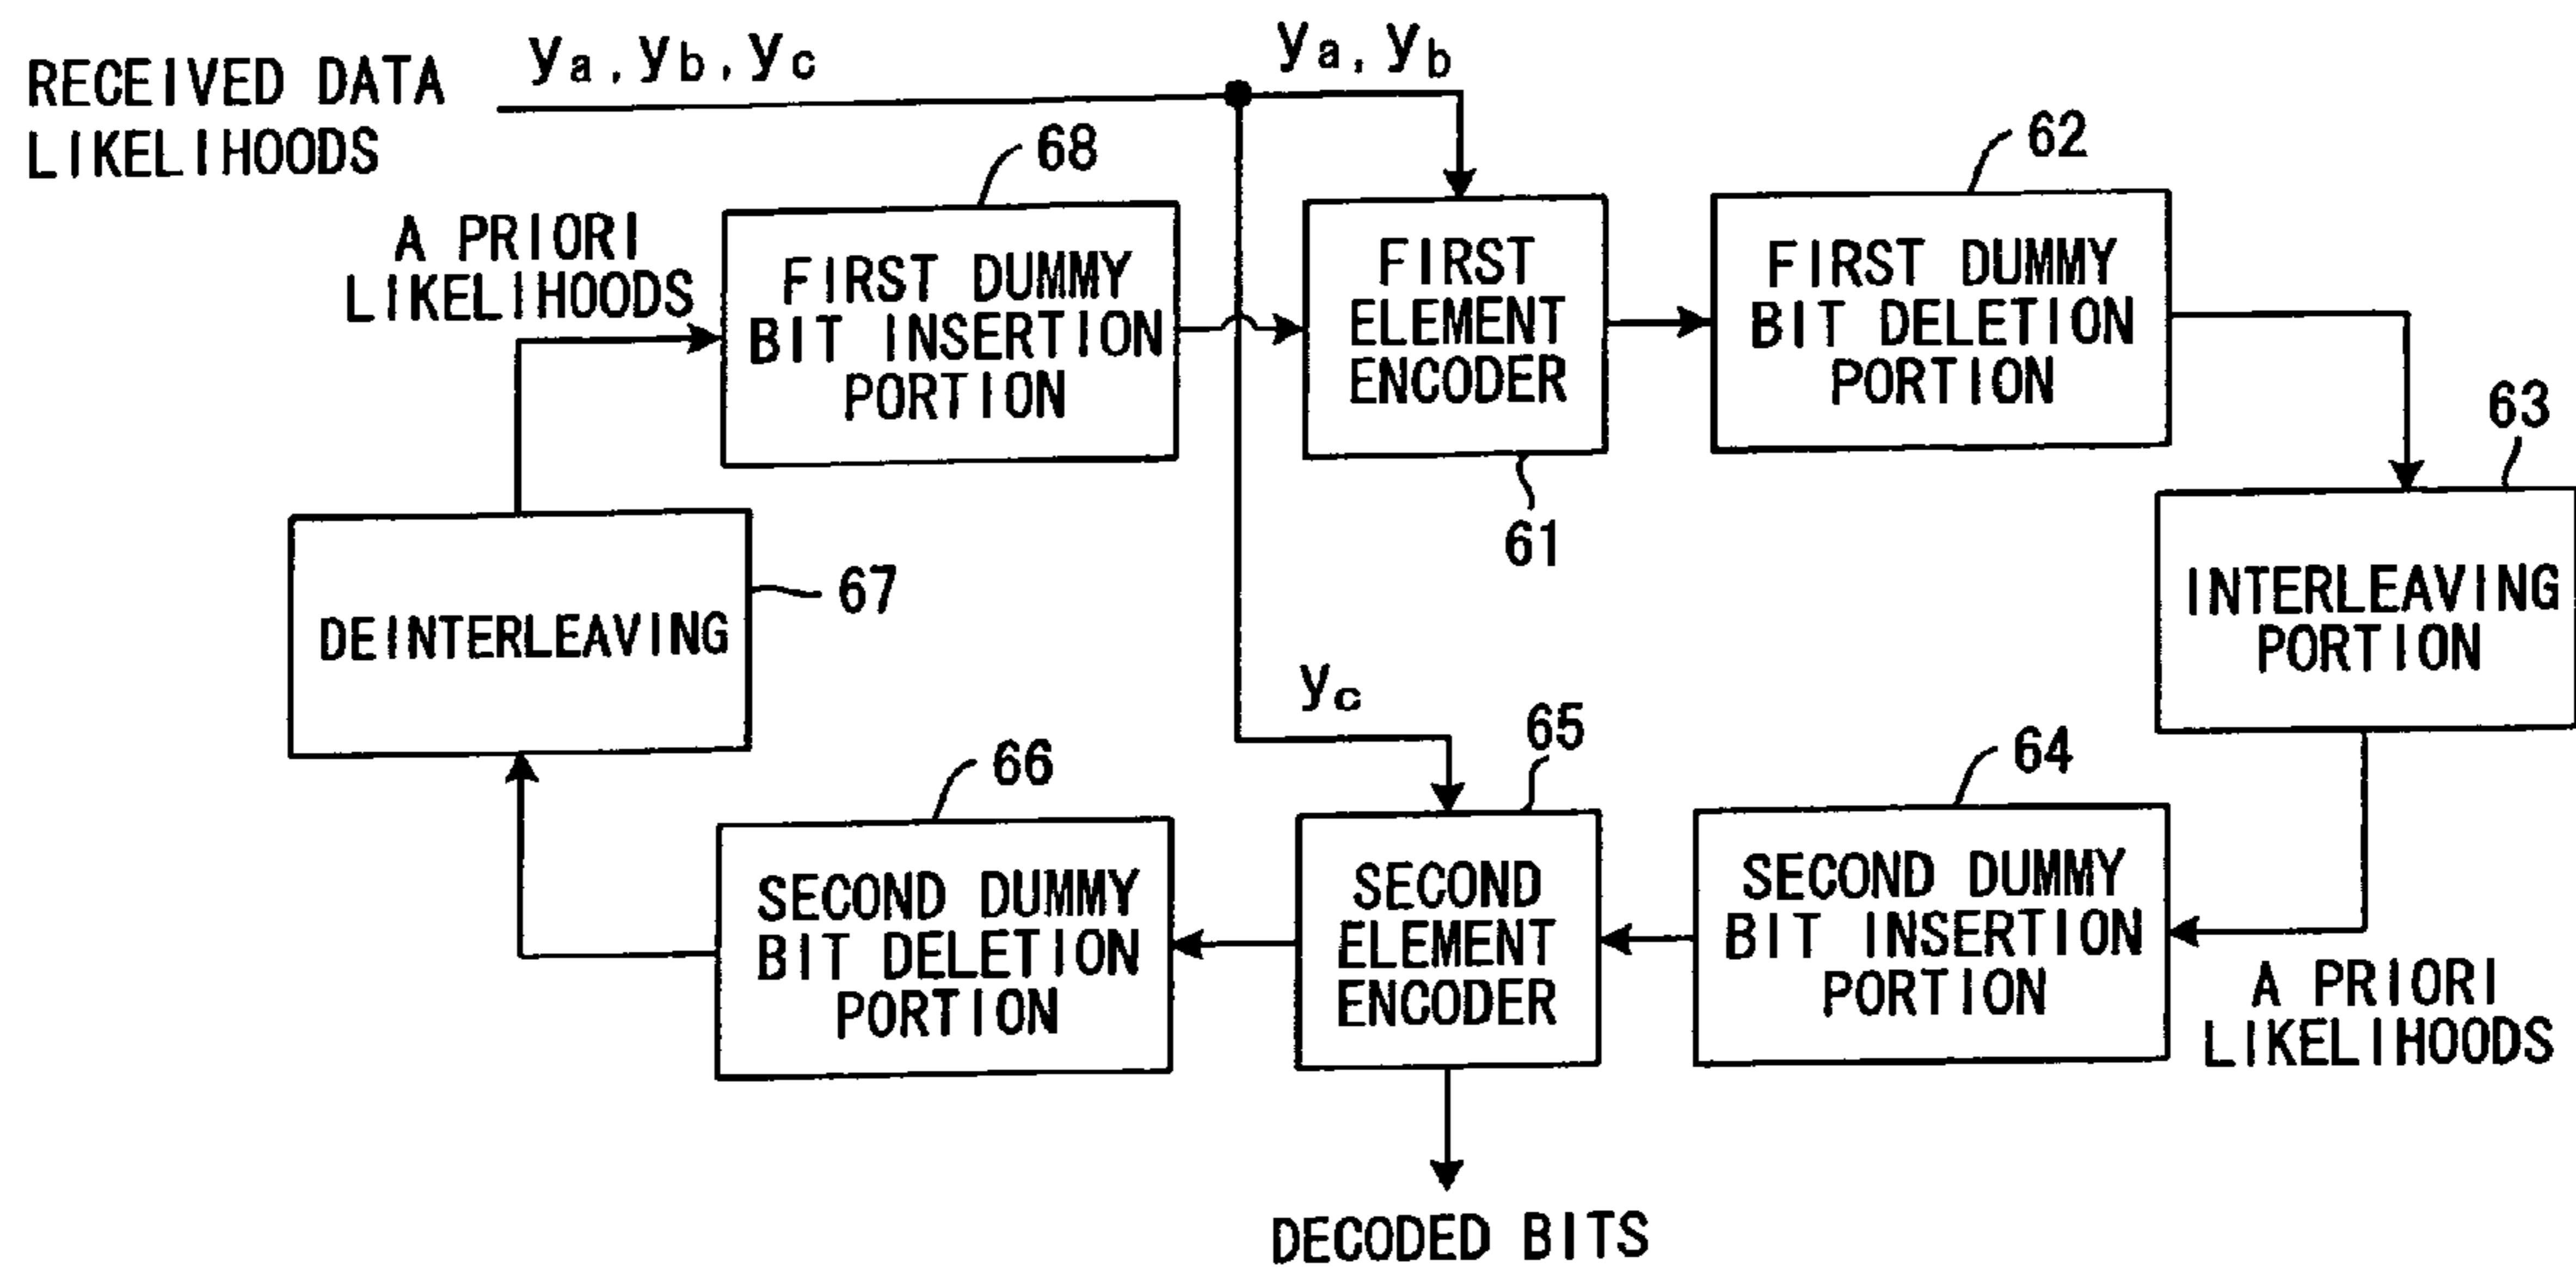 RECEIVED DATA
LIKELIHOODS
ya, yb, yc
ya, yb
68
62
A PRIORI
LIKELIHOODS
FIRST DUMMY
BIT INSERTION
PORTION
FIRST
ELEMENT
ENCODER
FIRST DUMMY
BIT DELETION
PORTION
63
61
67
DEINTERLEAVING
INTERLEAVING
PORTION
yc
65
66
64
SECOND DUMMY
BIT DELETION
PORTION
SECOND
ELEMENT
ENCODER
SECOND DUMMY
BIT INSERTION
PORTION
A PRIORI
LIKELIHOODS
DECODED BITS